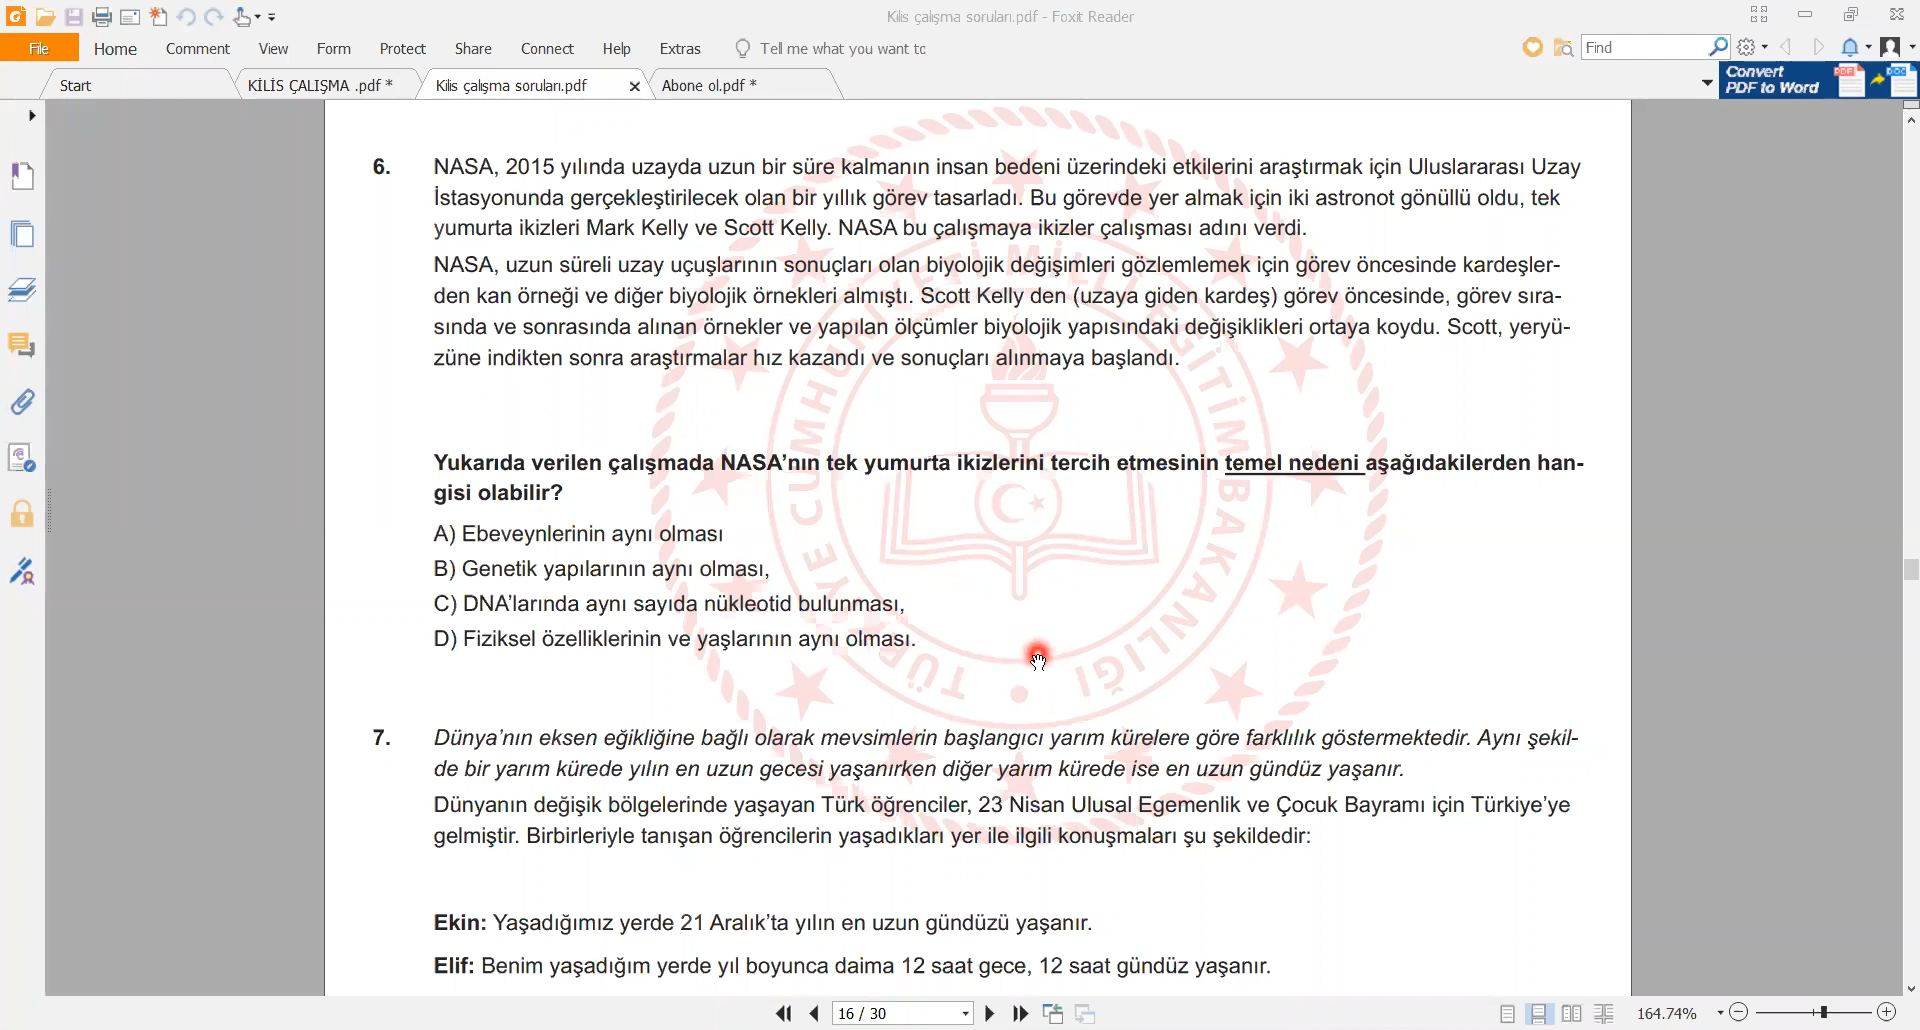 Kilis çalışma soruları.pdf - Foxit Reader
File Home Comment View Form Protect Share Connect Help Extras Tell me what you want to Find
Start KİLİS ÇALIŞMA .pdf * Kilis çalışma soruları.pdf Abone ol.pdf * Convert
PDF to Word
PDF DOC
6. NASA, 2015 yılında uzayda uzun bir süre kalmanın insan bedeni üzerindeki etkilerini araştırmak için Uluslararası Uzay
İstasyonunda gerçekleştirilecek olan bir yıllık görev tasarladı. Bu görevde yer almak için iki astronot gönüllü oldu, tek
yumurta ikizleri Mark Kelly ve Scott Kelly. NASA bu çalışmaya ikizler çalışması adını verdi.
NASA, uzun süreli uzay uçuşlarının sonuçları olan biyolojik değişimleri gözlemlemek için görev öncesinde kardeşler-
den kan örneği ve diğer biyolojik örnekleri almıştı. Scott Kelly den (uzaya giden kardeş) görev öncesinde, görev sıra-
sında ve sonrasında alınan örnekler ve yapılan ölçümler biyolojik yapısındaki değişiklikleri ortaya koydu. Scott, yeryü-
züne indikten sonra araştırmalar hız kazandı ve sonuçları alınmaya başlandı.
Yukarıda verilen çalışmada NASA'nın tek yumurta ikizlerini tercih etmesinin temel nedeni aşağıdakilerden han-
gisi olabilir?
A) Ebeveynlerinin aynı olması
B) Genetik yapılarının aynı olması,
C) DNA'larında aynı sayıda nükleotid bulunması,
D) Fiziksel özelliklerinin ve yaşlarının aynı olması.
TÜRKİYE CUMHURİYETİ MİLLİ EĞİTİM BAKANLIĞI
7. Dünya'nın eksen eğikliğine bağlı olarak mevsimlerin başlangıcı yarım kürelere göre farklılık göstermektedir. Aynı şekil-
de bir yarım kürede yılın en uzun gecesi yaşanırken diğer yarım kürede ise en uzun gündüz yaşanır.
Dünyanın değişik bölgelerinde yaşayan Türk öğrenciler, 23 Nisan Ulusal Egemenlik ve Çocuk Bayramı için Türkiye'ye
gelmiştir. Birbirleriyle tanışan öğrencilerin yaşadıkları yer ile ilgili konuşmaları şu şekildedir:
Ekin: Yaşadığımız yerde 21 Aralık'ta yılın en uzun gündüzü yaşanır.
Elif: Benim yaşadığım yerde yıl boyunca daima 12 saat gece, 12 saat gündüz yaşanır.
16 / 30 164.74%